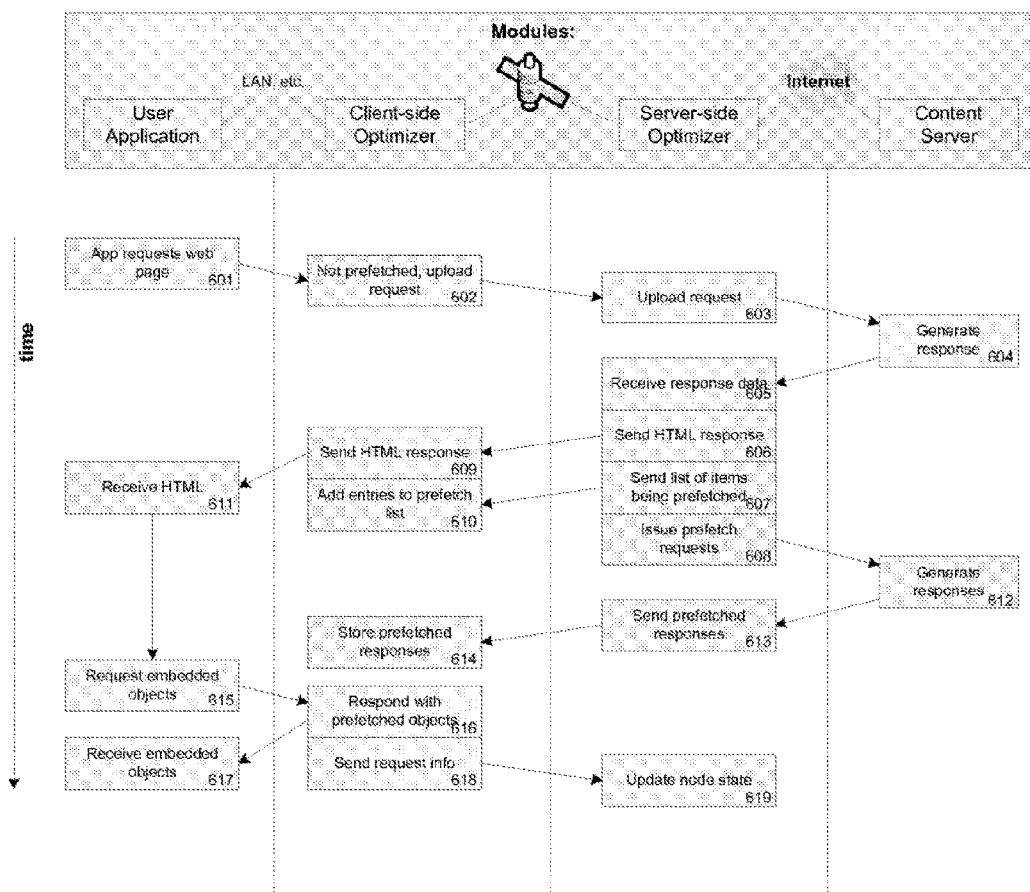 Modules:
LAN, etc.
Internet
User
Application
Client-side
Optimizer
Server-side
Optimizer
Content
Server
time
App requests web
page
601
Not prefetched, upload
request
602
Upload request
603
Generate
response
604
Receive response data
605
Send HTML response
606
Send HTML response
609
Receive HTML
611
Add entries to prefetch
list
610
Send list of items
being prefetched
607
Issue prefetch
requests
608
Generate
responses
612
Send prefetched
responses
613
Store prefetched
responses
614
Request embedded
objects
615
Respond with
prefetched objects
616
Receive embedded
objects
617
Send request info
618
Update node state
619